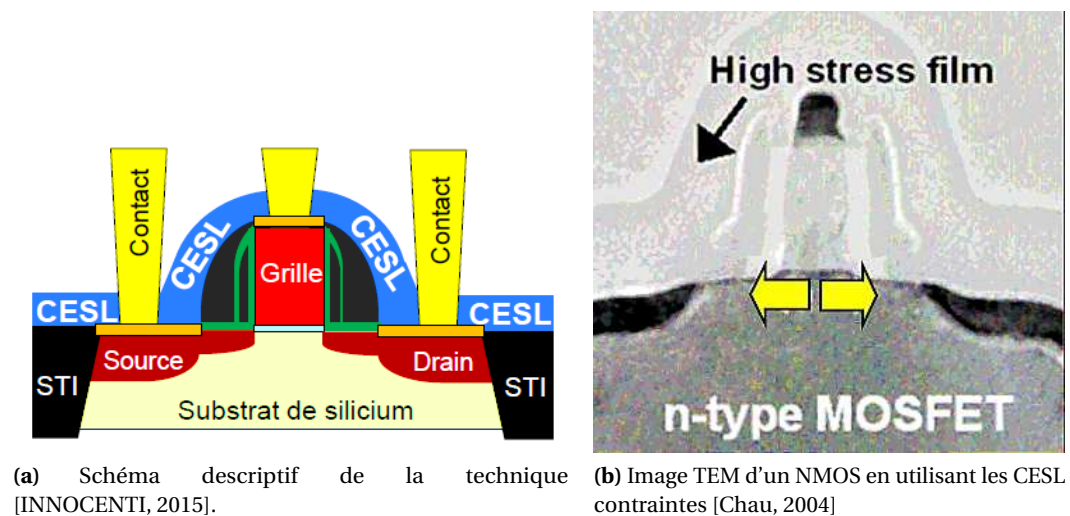 Contact
Contact
CESL
CESL
Grille
CESL
CESL
Source
Drain
STI
STI
Substrat de silicium
(a) Schéma descriptif de la technique
[INNOCENTI, 2015].
High stress film
n-type MOSFET
(b) Image TEM d'un NMOS en utilisant les CESL
contraintes [Chau, 2004]